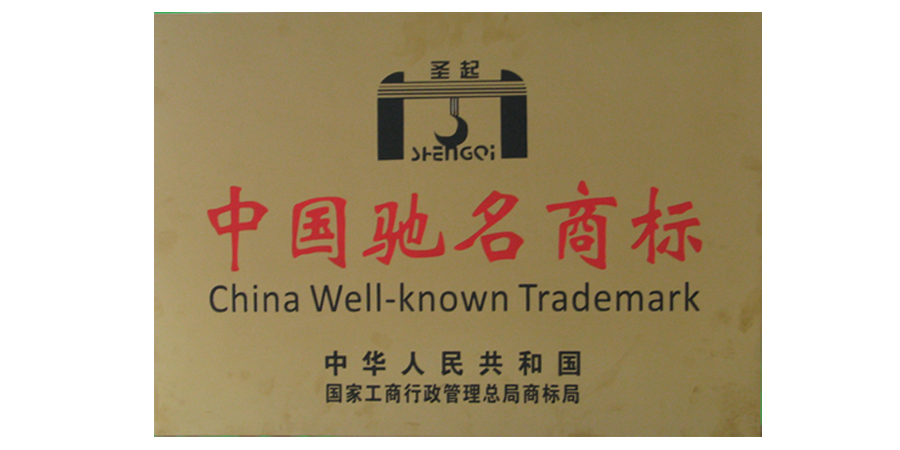 圣起
SHENGQi
中国驰名商标
China Well-known Trademark
中华人民共和国
国家工商行政管理总局商标局